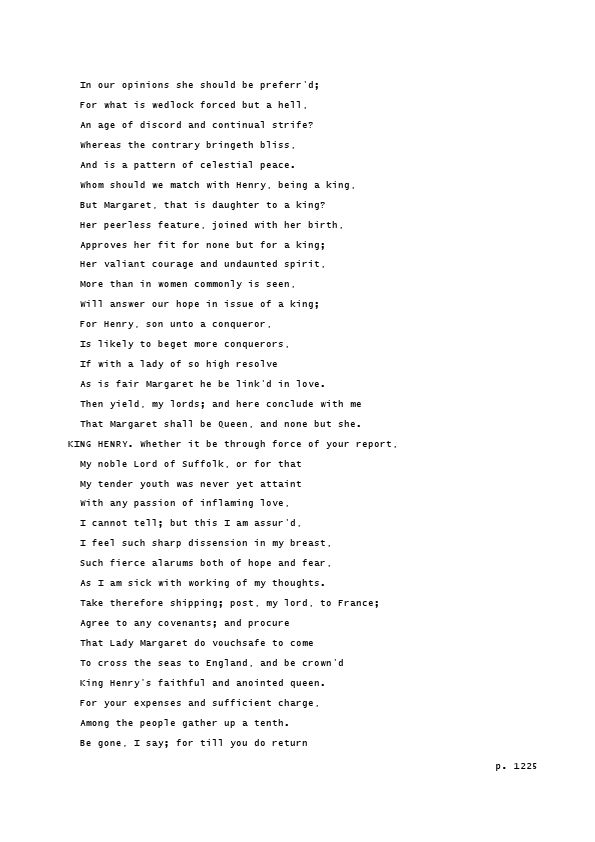 In our opinions she should be preferr'd;
For what is wedlock forced but a hell,
An age of discord and continual strife?
Whereas the contrary bringeth bliss,
And is a pattern of celestial peace.
Whom should we match with Henry, being a king,
But Margaret, that is daughter to a king?
Her peerless feature, joined with her birth,
Approves her fit for none but for a king;
Her valiant courage and undaunted spirit,
More than in women commonly is seen,
Will answer our hope in issue of a king;
For Henry, son unto a conqueror,
Is likely to beget more conquerors,
If with a lady of so high resolve
As is fair Margaret he be link'd in love.
Then yield, my lords; and here conclude with me
That Margaret shall be Queen, and none but she.
KING HENRY. Whether it be through force of your report,
My noble Lord of Suffolk, or for that
My tender youth was never yet attaint
With any passion of inflaming love,
I cannot tell; but this I am assur'd,
I feel such sharp dissension in my breast,
Such fierce alarums both of hope and fear,
As I am sick with working of my thoughts.
Take therefore shipping; post, my lord, to France;
Agree to any covenants; and procure
That Lady Margaret do vouchsafe to come
To cross the seas to England, and be crown'd
King Henry's faithful and anointed queen.
For your expenses and sufficient charge,
Among the people gather up a tenth.
Be gone, I say; for till you do return
p. 1225